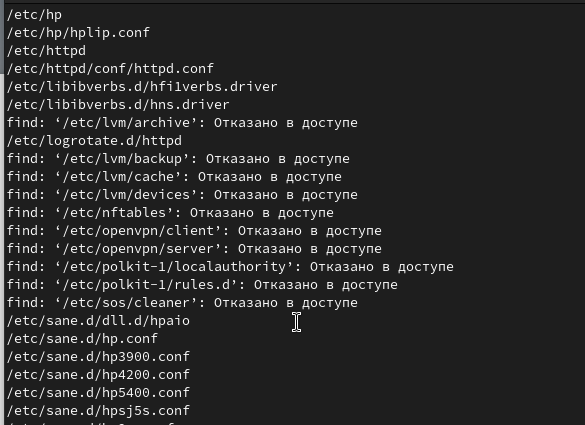 /etc/hp
/etc/hp/hplip.conf
/etc/httpd
/etc/httpd/conf/httpd.conf
/etc/libibverbs.d/hfi1verbs.driver
/etc/libibverbs.d/hns.driver
find: ‘/etc/lvm/archive’: Отказано в доступе
/etc/logrotate.d/httpd
find: ‘/etc/lvm/backup’: Отказано в доступе
find: ‘/etc/lvm/cache’: Отказано в доступе
find: ‘/etc/lvm/devices’: Отказано в доступе
find: ‘/etc/nftables’: Отказано в доступе
find: ‘/etc/openvpn/client’: Отказано в доступе
find: ‘/etc/openvpn/server’: Отказано в доступе
find: ‘/etc/polkit-1/localauthority’: Отказано в доступе
find: ‘/etc/polkit-1/rules.d’: Отказано в доступе
find: ‘/etc/sos/cleaner’: Отказано в доступе
/etc/sane.d/dll.d/hpaio
/etc/sane.d/hp.conf
/etc/sane.d/hp3900.conf
/etc/sane.d/hp4200.conf
/etc/sane.d/hp5400.conf
/etc/sane.d/hpsj5s.conf